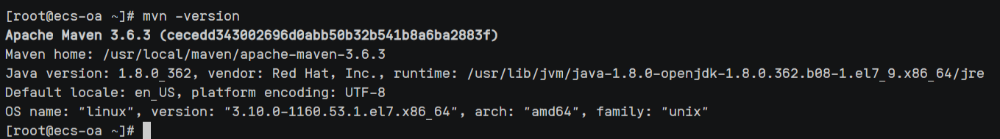 [root@ecs-oa ~]# mvn -version
Apache Maven 3.6.3 (cecedd343002696d0abb50b32b541b8a6ba2883f)
Maven home: /usr/local/maven/apache-maven-3.6.3
Java version: 1.8.0_362, vendor: Red Hat, Inc., runtime: /usr/lib/jvm/java-1.8.0-openjdk-1.8.0.362.b08-1.el7_9.x86_64/jre
Default locale: en_US, platform encoding: UTF-8
OS name: "linux", version: "3.10.0-1160.53.1.el7.x86_64", arch: "amd64", family: "unix"
[root@ecs-oa ~]#